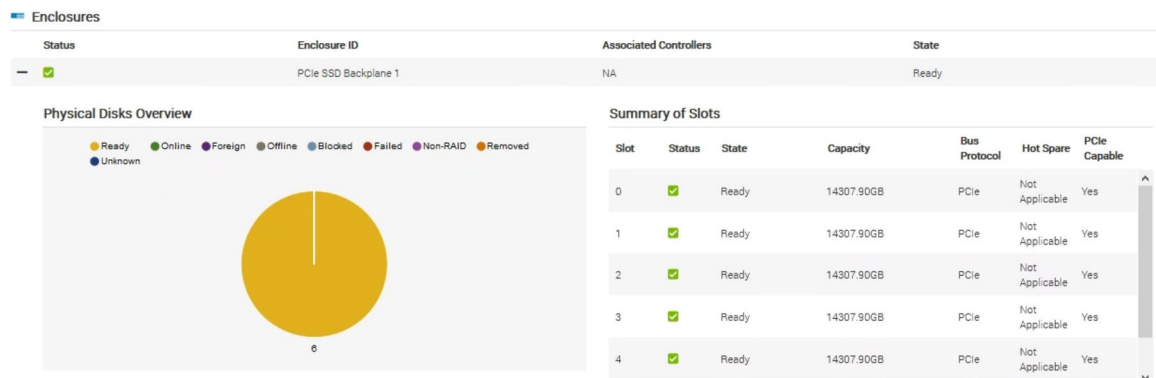 Enclosures
Status Enclosure ID Associated Controllers State
PCIe SSD Backplane 1 NA Ready
Physical Disks Overview
Ready Online Foreign Offline Blocked Failed Non-RAID Removed
Unknown
6
Summary of Slots
Slot Status State Capacity Bus Protocol Hot Spare PCIe Capable
0 Ready 14307.90GB PCIe Not Applicable Yes
1 Ready 14307.90GB PCIe Not Applicable Yes
2 Ready 14307.90GB PCIe Not Applicable Yes
3 Ready 14307.90GB PCIe Not Applicable Yes
4 Ready 14307.90GB PCIe Not Applicable Yes